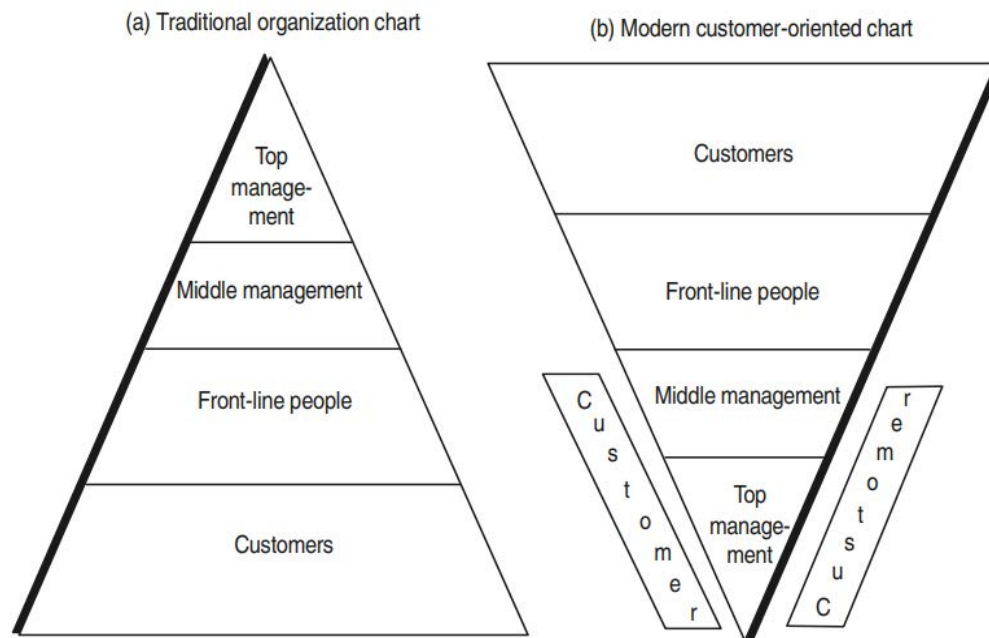 (a) Traditional organization chart
Top
manage-
ment
Middle management
Front-line people
Customers
(b) Modern customer-oriented chart
Customers
Front-line people
Middle management
Top
manage-
ment
Customer
Customer